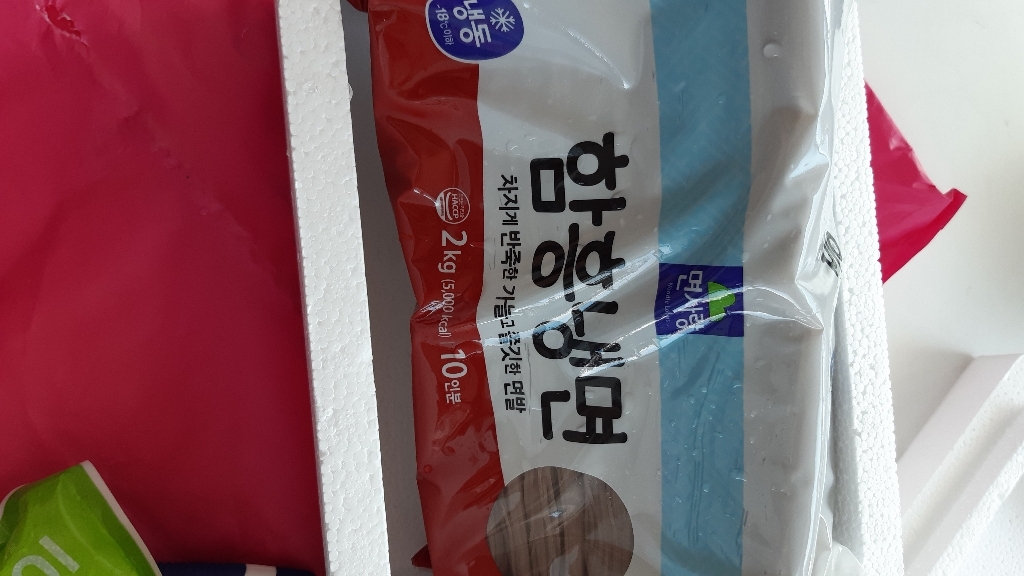 냉동
-18℃이하
면사랑
함흥냉면
차지게 반죽한 가늘고 쫄깃한 면발
HACCP
2kg (5,000 kcal) 10인분